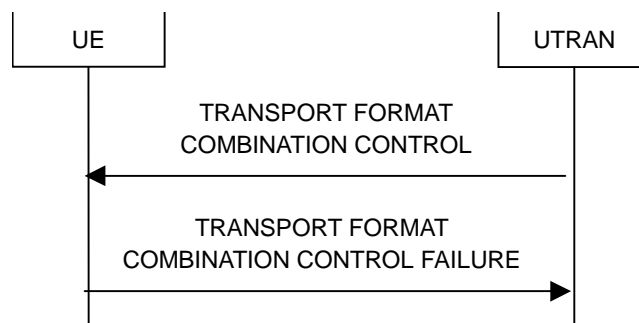 UE
UTRAN
TRANSPORT FORMAT
COMBINATION CONTROL
TRANSPORT FORMAT
COMBINATION CONTROL FAILURE